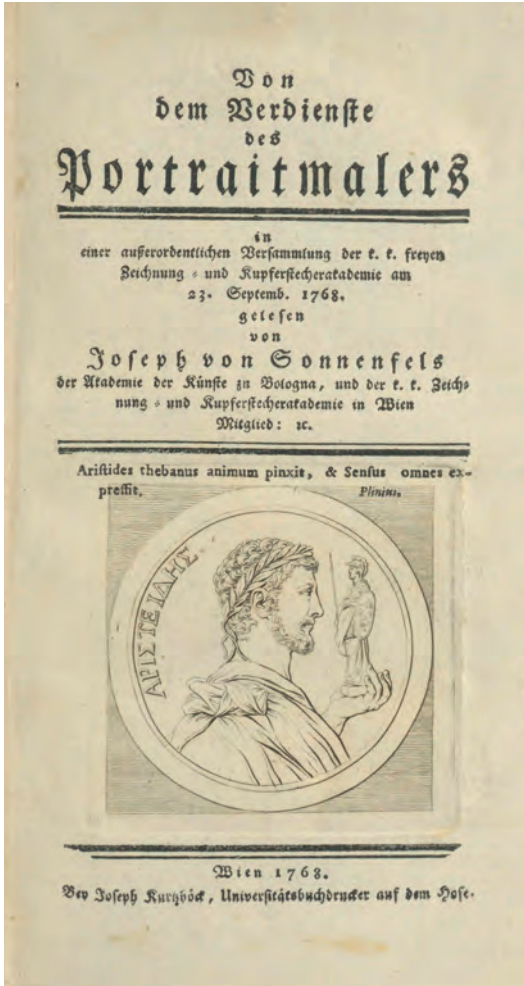 Von
dem Verdienste
des
Portraitmalers
in
einer außerordentlichen Versammlung der k. k. freyen
Zeichnung - und Kupferstecherakademie am
23. Septemb. 1768.
gelesen
von
Joseph von Sonnenfels
der Akademie der Künste zu Bologna, und der k. k. Zeich-
nung - und Kupferstecherakademie in Wien
Mitglied: ꝛc.
Aristides thebanus animum pinxit, & Sensus omnes ex-
pressit. Plinius.
ΑΡΙΣΤΕΙΔΗΣ
Wien 1768.
Bey Joseph Kurtzböck, Universitätsbuchdrucker auf dem Hofe.